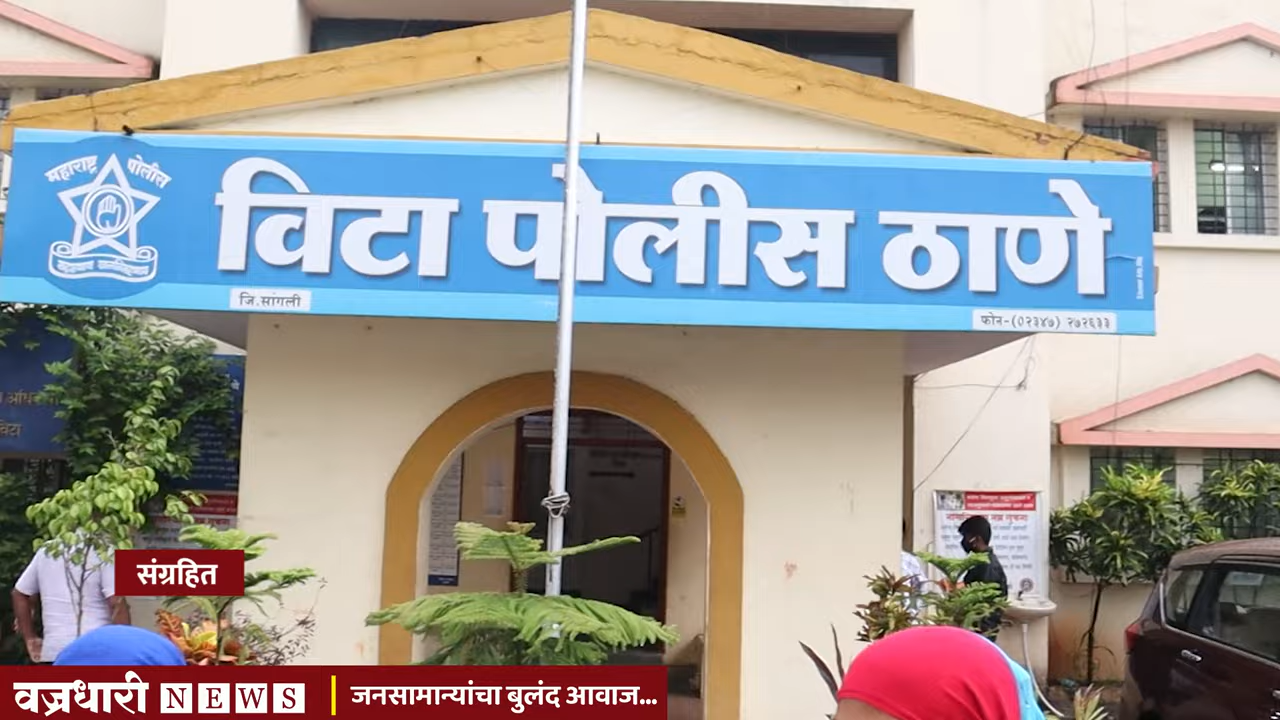 महाराष्ट्र पोलीस
विटा पोलीस ठाणे
जि.सांगली
फोन-(०२३४७) २७२६३३
विटा
संग्रहित
वज्रधारी NEWS
जनसामान्यांचा बुलंद आवाज...